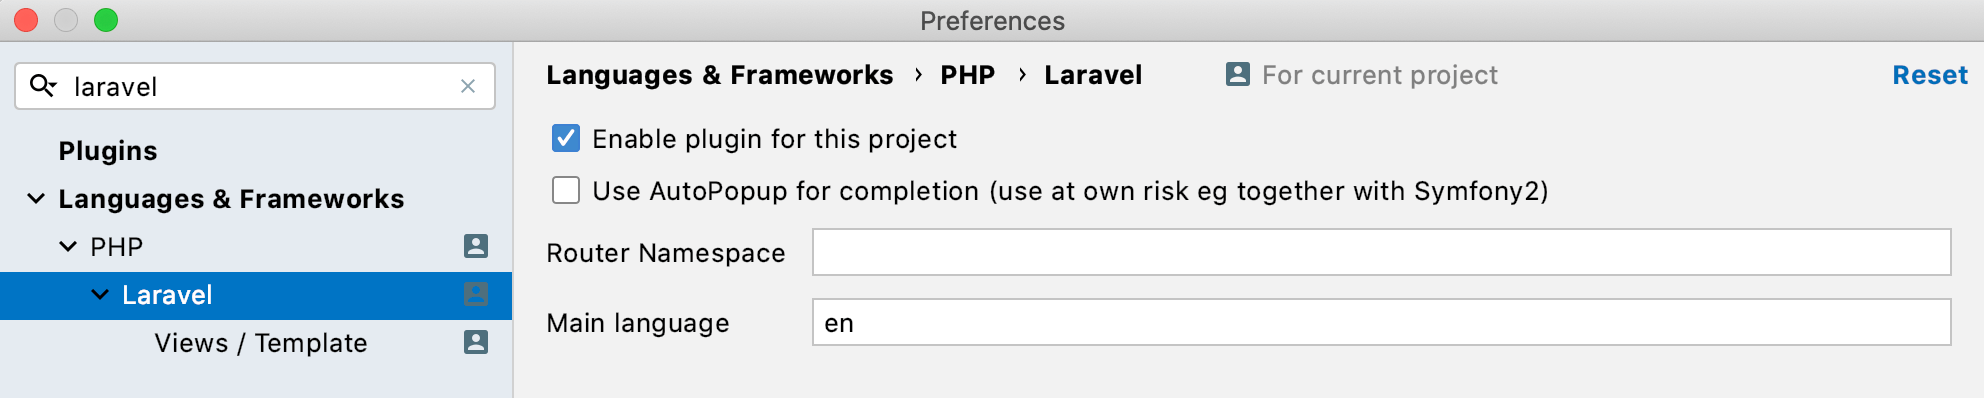 Preferences
laravel
Plugins
Languages & Frameworks
PHP
Laravel
Views / Template
Languages & Frameworks › PHP › Laravel For current project Reset
Enable plugin for this project
Use AutoPopup for completion (use at own risk eg together with Symfony2)
Router Namespace
Main language en